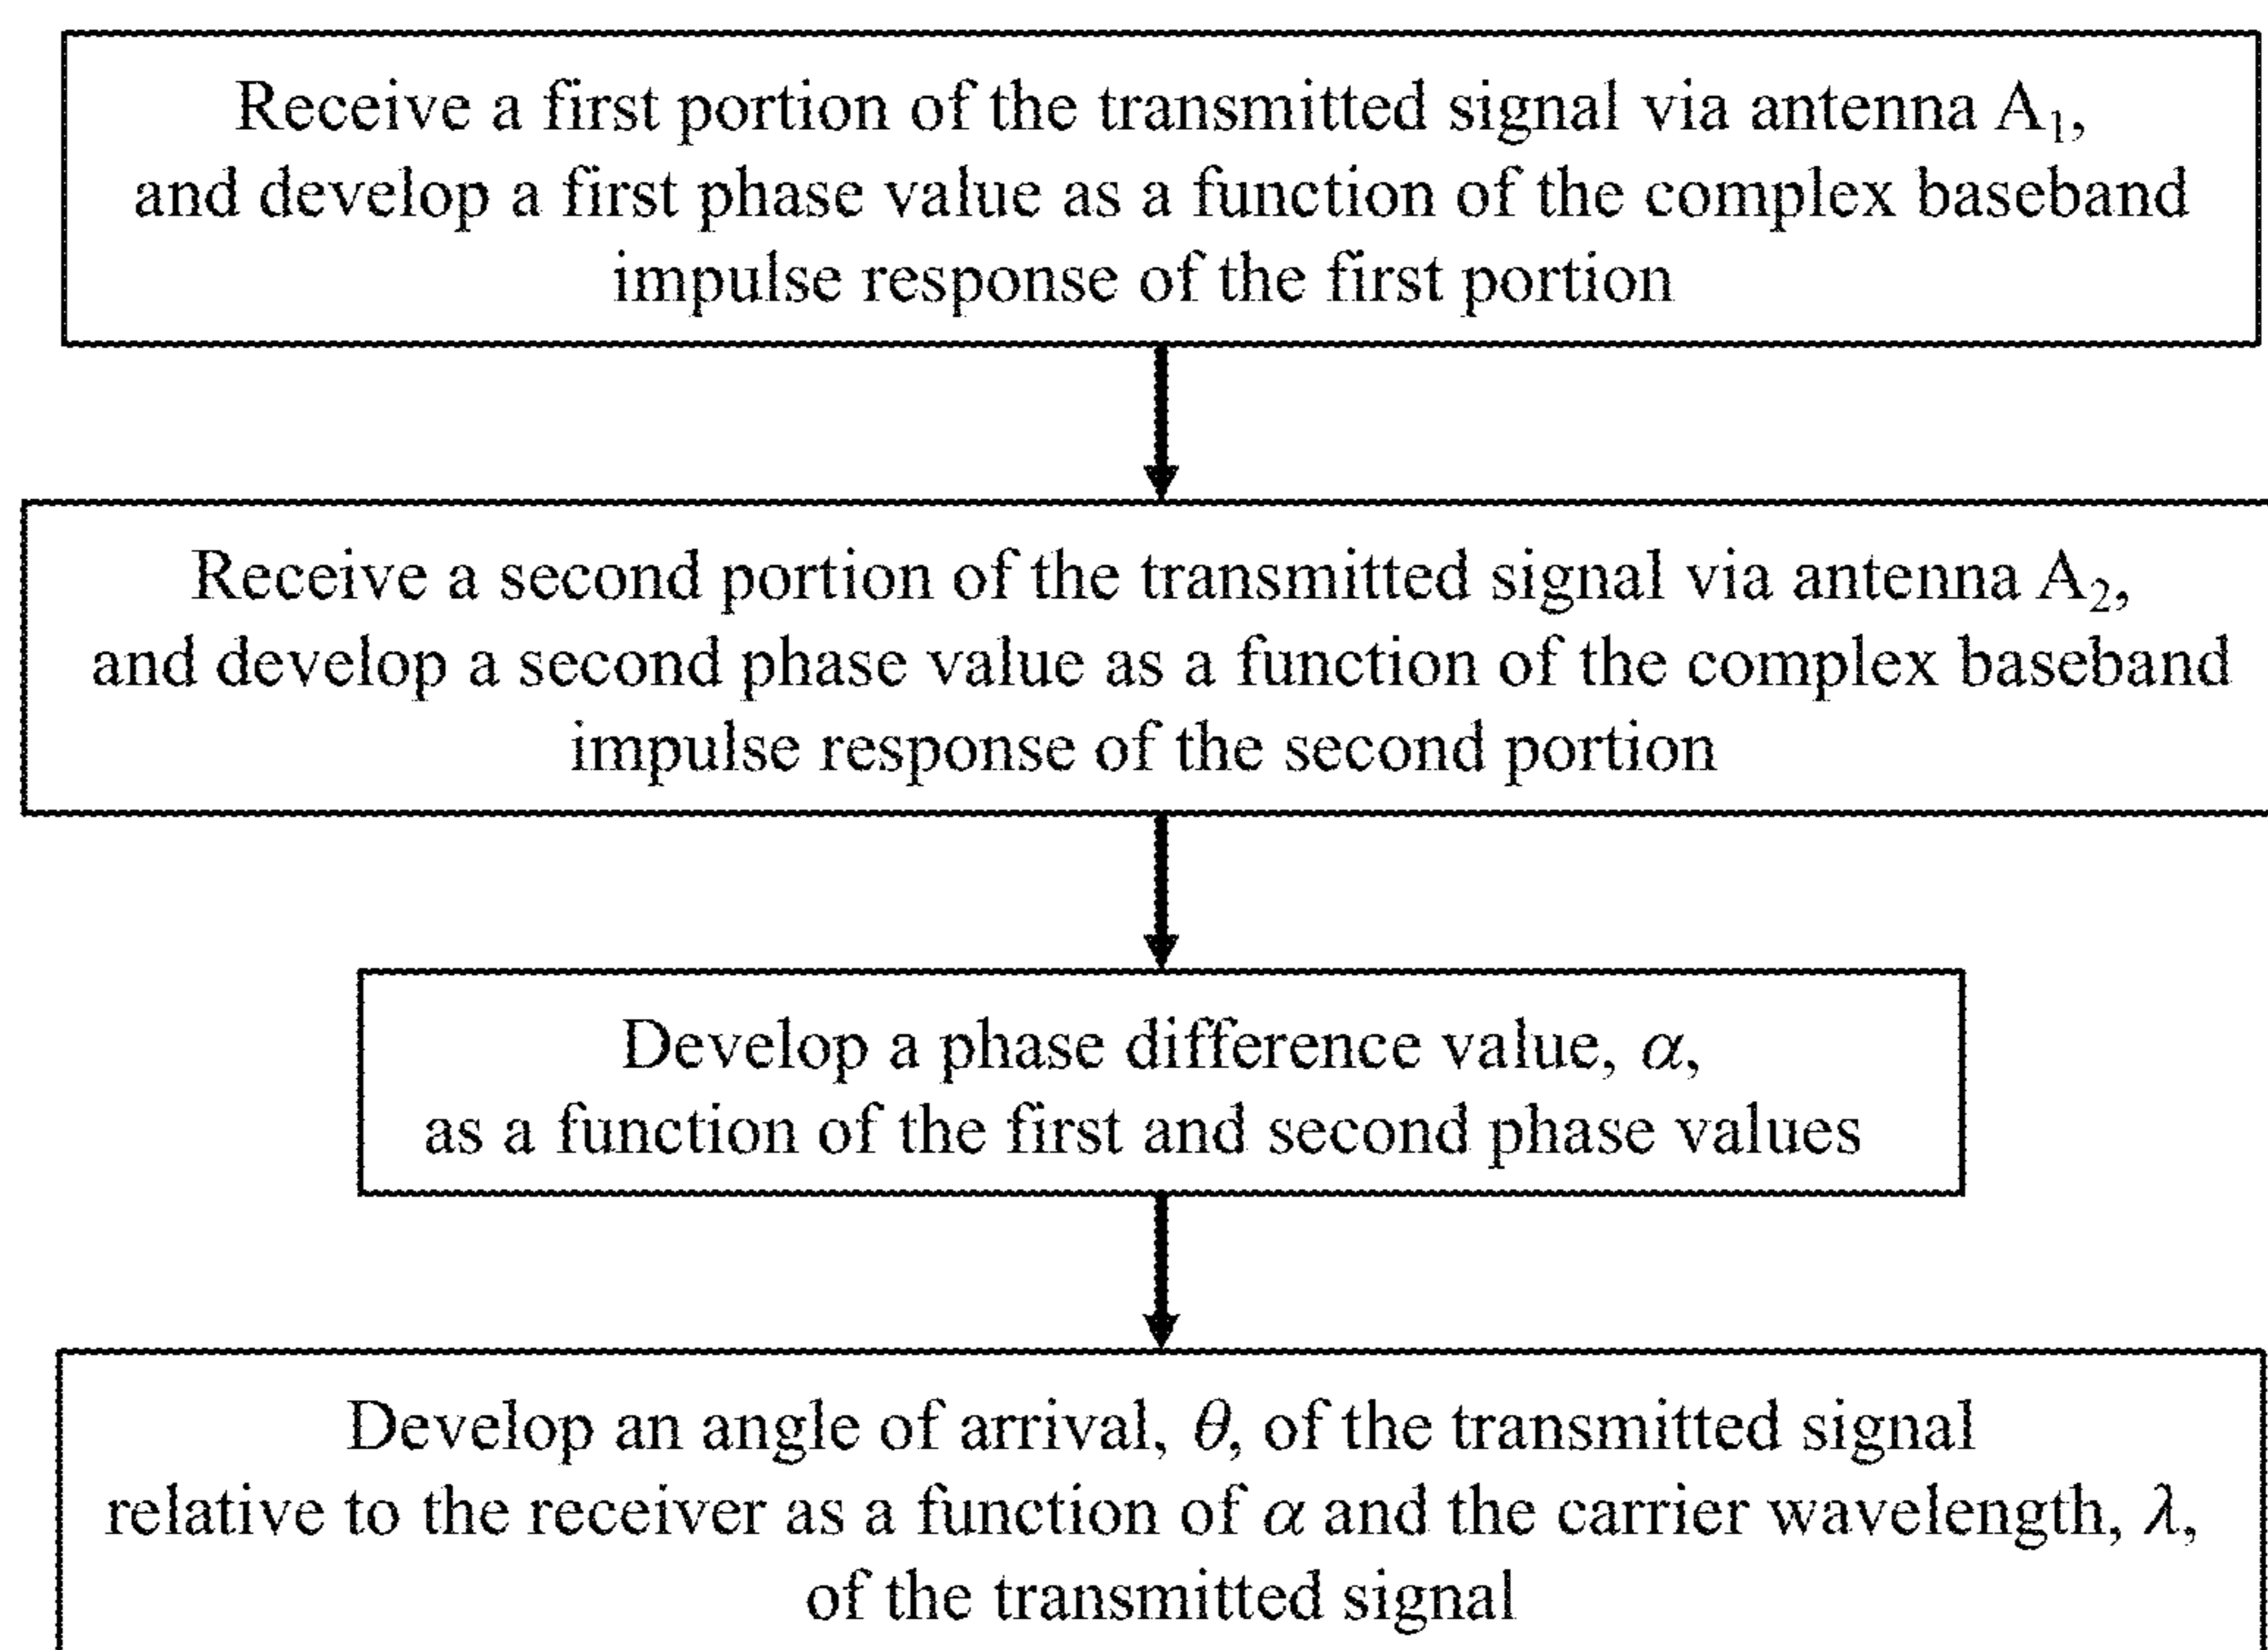 Receive a first portion of the transmitted signal via antenna A₁,
and develop a first phase value as a function of the complex baseband
impulse response of the first portion
Receive a second portion of the transmitted signal via antenna A₂,
and develop a second phase value as a function of the complex baseband
impulse response of the second portion
Develop a phase difference value, α,
as a function of the first and second phase values
Develop an angle of arrival, θ, of the transmitted signal
relative to the receiver as a function of α and the carrier wavelength, λ,
of the transmitted signal